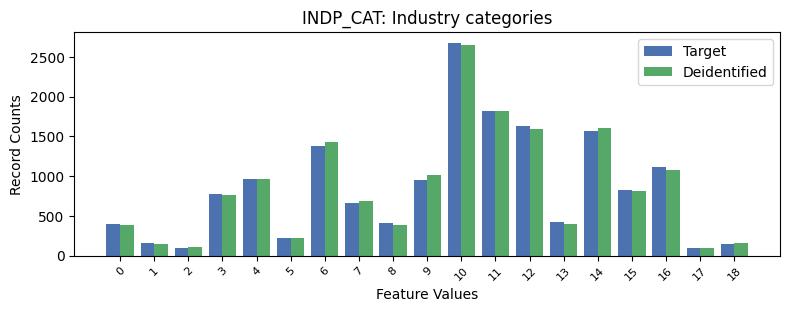 INDP_CAT: Industry categories
Target
Deidentified
Record Counts
2500
2000
1500
1000
500
0
0 1 2 3 4 5 6 7 8 9 10 11 12 13 14 15 16 17 18
Feature Values